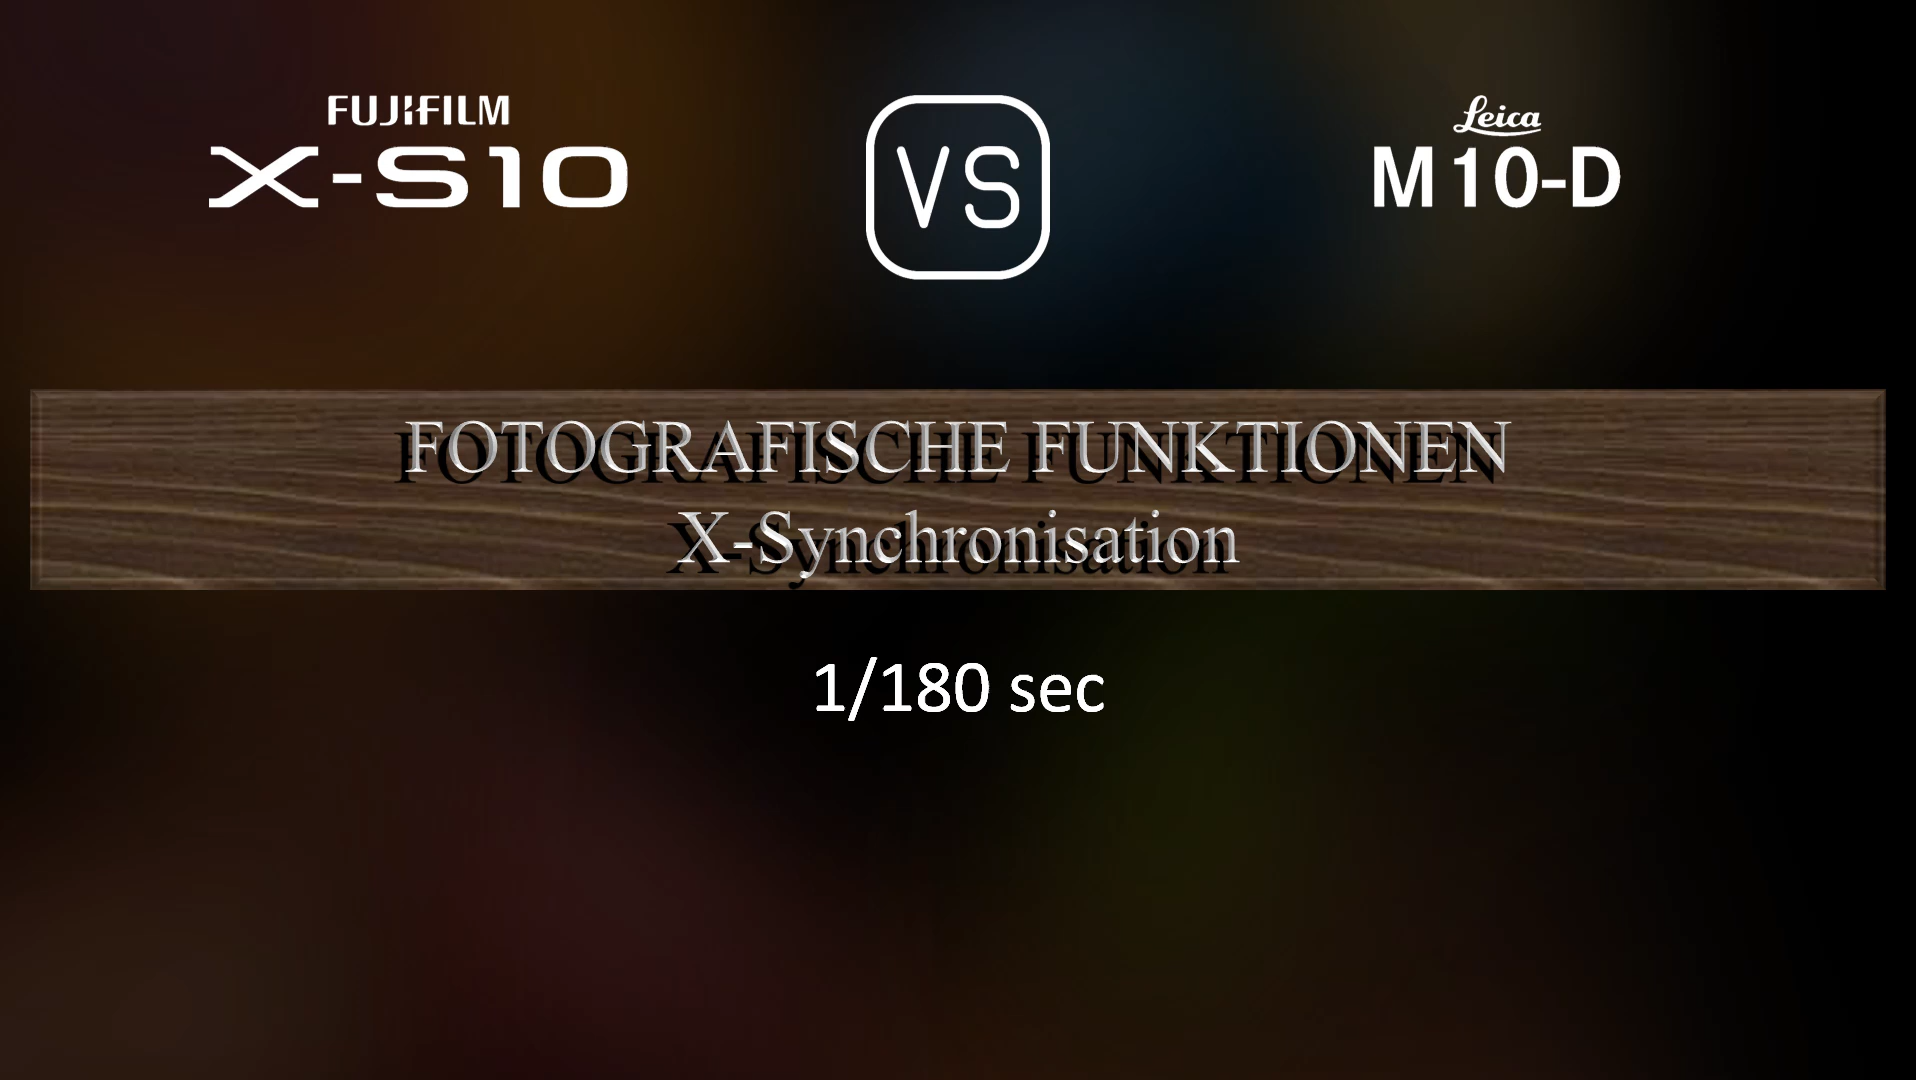 FUJIFILM
X-S10
VS
Leica
M10-D
FOTOGRAFISCHE FUNKTIONEN
X-Synchronisation
1/180 sec